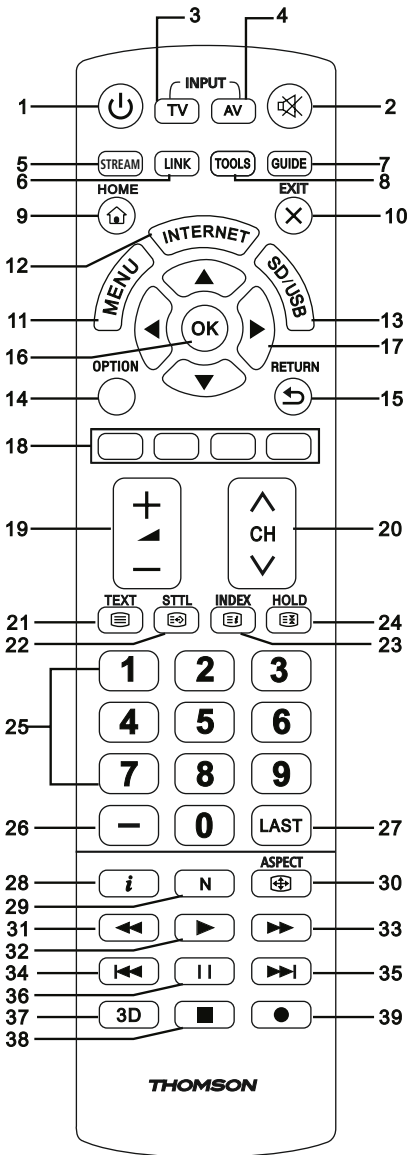 3 4
INPUT
1 TV AV 2
5 STREAM LINK TOOLS GUIDE 7
6 8
HOME EXIT
9 10
12 INTERNET
MENU SD/USB
11 13
16 OK 17
OPTION RETURN
14 15
18
19 CH 20
TEXT STTL INDEX HOLD
21 24
22 23
1 2 3
4 5 6
25
7 8 9
26 — 0 LAST 27
ASPECT
28 i N 30
29
31 33
32
34 35
36
37 3D 39
38
THOMSON